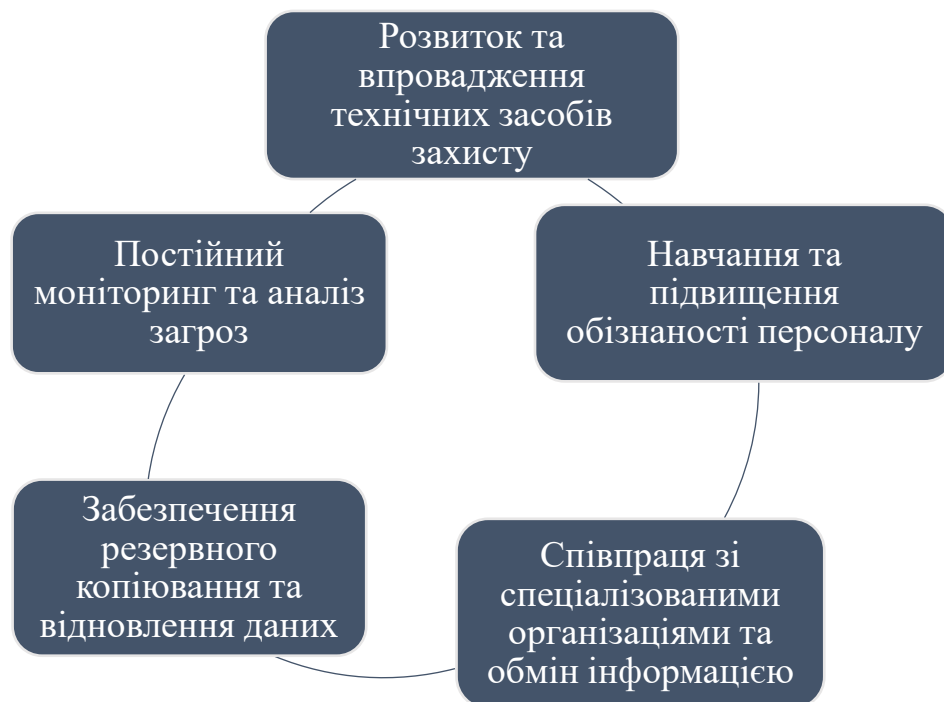 Розвиток та
впровадження
технічних засобів
захисту
Навчання та
підвищення
обізнаності персоналу
Співпраця зі
спеціалізованими
організаціями та
обмін інформацією
Забезпечення
резервного
копіювання та
відновлення даних
Постійний
моніторинг та аналіз
загроз